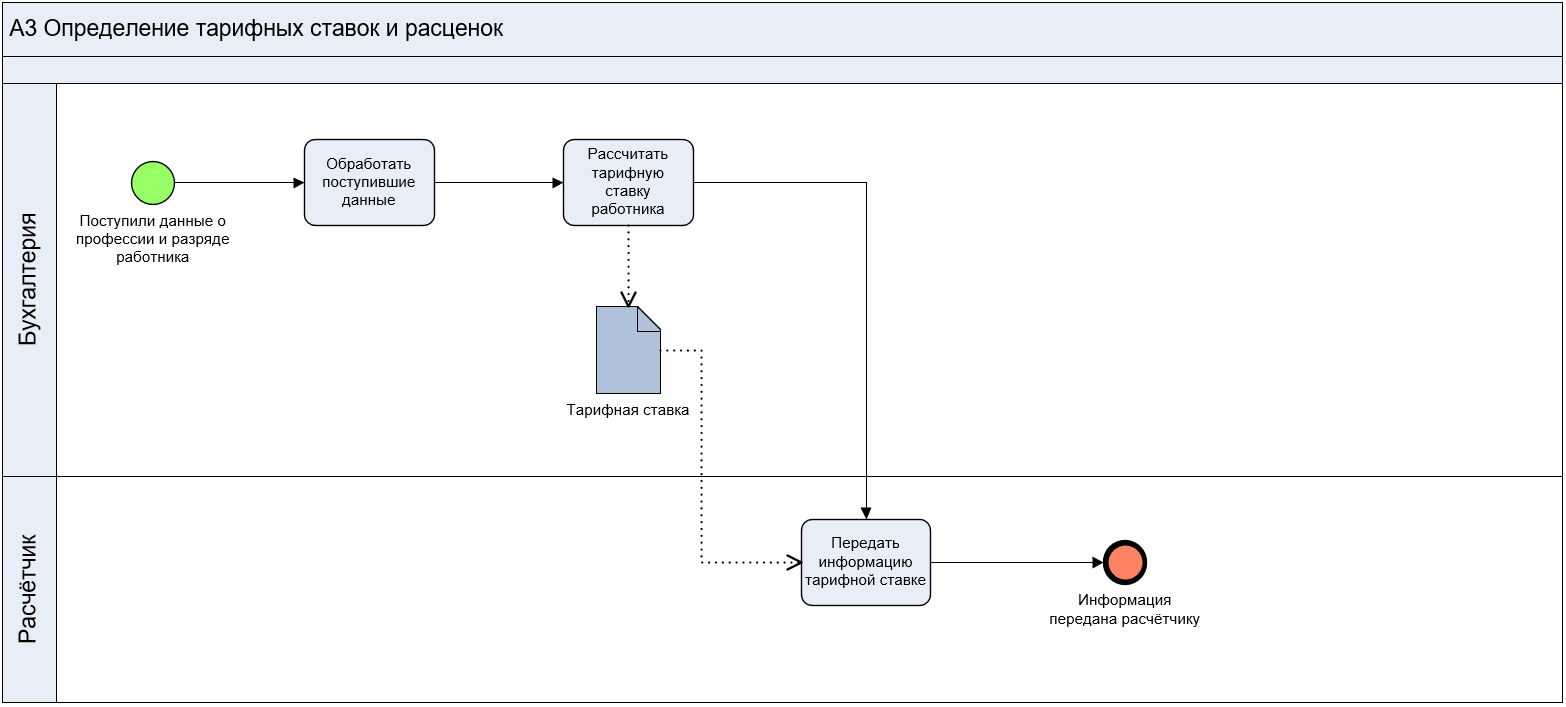 А3 Определение тарифных ставок и расценок
Бухгалтерия
Поступили данные о
профессии и разряде
работника
Обработать
поступившие
данные
Рассчитать
тарифную
ставку
работника
Тарифная ставка
Расчётчик
Передать
информацию
тарифной ставке
Информация
передана расчётчику